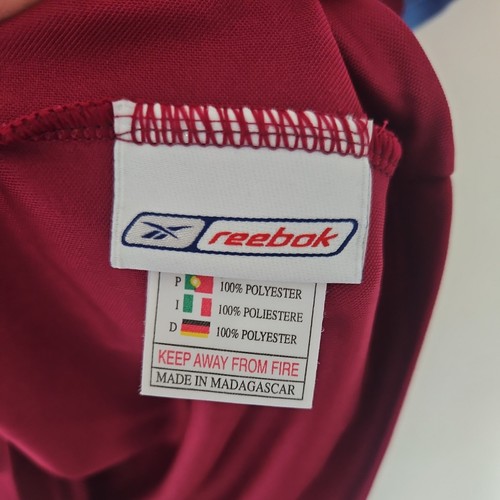 reebok
P 100% POLYESTER
I 100% POLIESTERE
D 100% POLYESTER
KEEP AWAY FROM FIRE
MADE IN MADAGASCAR